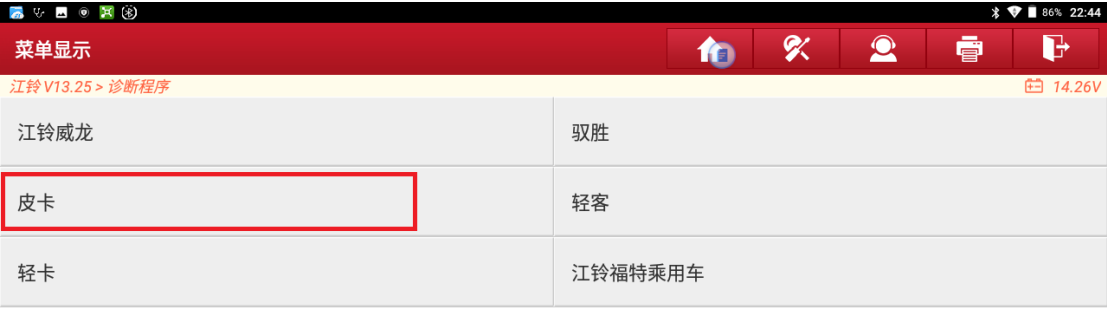 86% 22:44
菜单显示
江铃 V13.25 > 诊断程序 14.26V
江铃威龙 驭胜
皮卡 轻客
轻卡 江铃福特乘用车